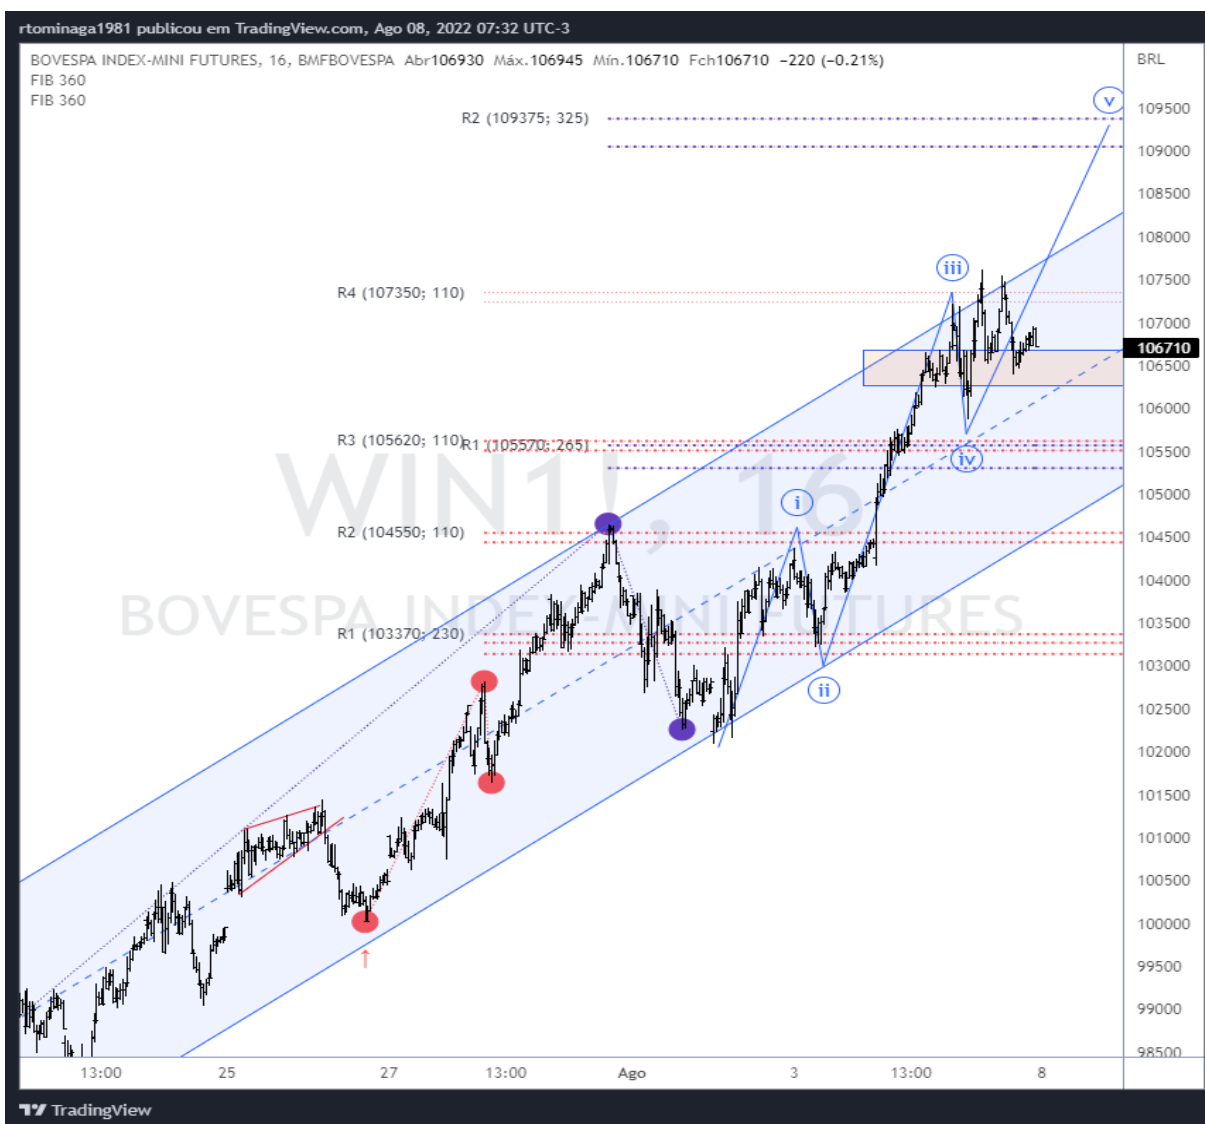 rtominaga1981 publicou em TradingView.com, Ago 08, 2022 07:32 UTC-3
BOVESPA INDEX-MINI FUTURES, 16, BMFBOVESPA Abr106930 Máx.106945 Mín.106710 Fch106710 −220 (−0.21%)
BRL
FIB 360
FIB 360
v
109500
R2 (109375; 325)
109000
108500
108000
iii
107500
R4 (107350; 110)
107000
106710
106500
106000
R3 (105620; 110)
R1 (105570; 265)
105500
iv
WIN1!, 16
105000
i
104500
R2 (104550; 110)
104000
BOVESPA INDEX-MINI FUTURES
103500
R1 (103370; 230)
103000
ii
102500
102000
101500
101000
100500
100000
99500
99000
98500
13:00 25 27 13:00 Ago 3 13:00 8
TradingView